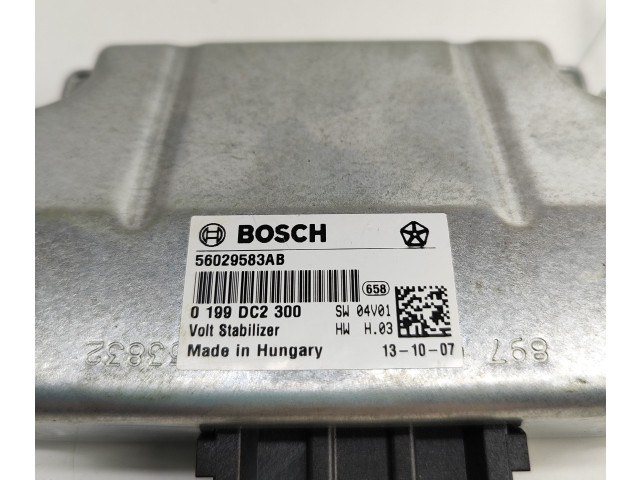 BOSCH
56029583AB
658
0 199 DC2 300 SW 04V01
Volt Stabilizer HW H.03
Made in Hungary 13-10-07
897